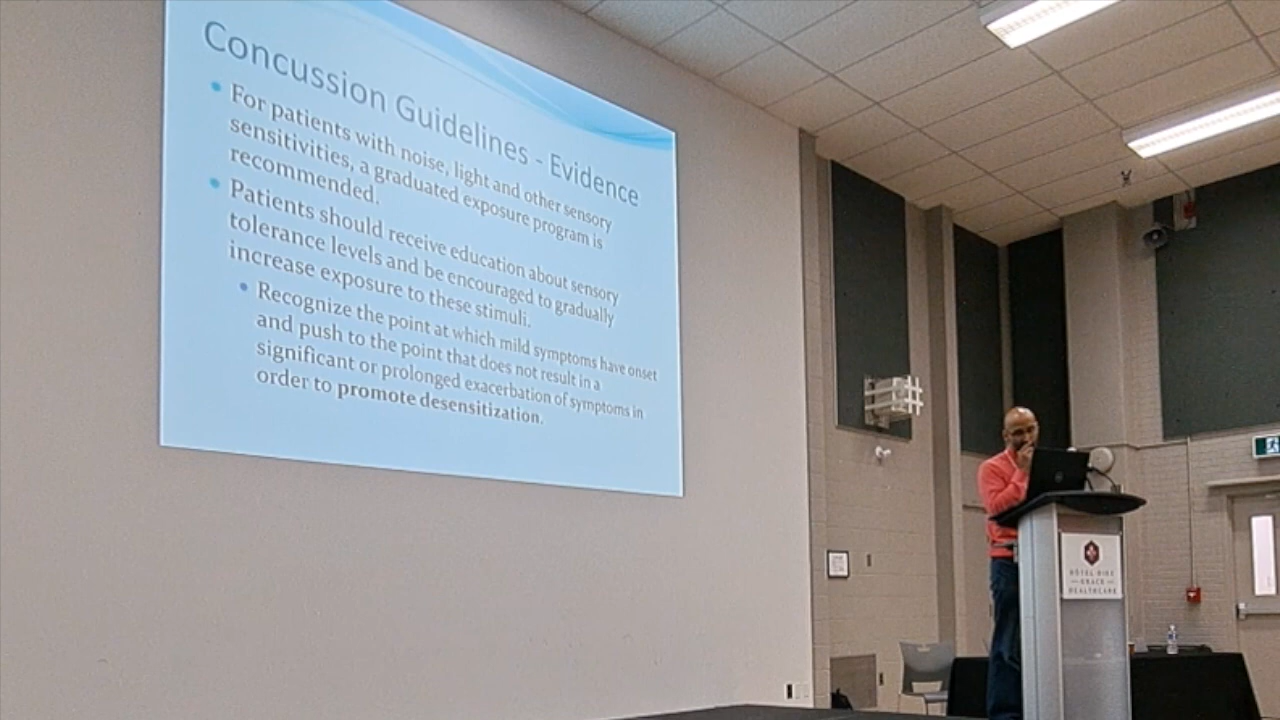 Concussion Guidelines - Evidence
• For patients with noise, light and other sensory
sensitivities, a graduated exposure program is
recommended.
• Patients should receive education about sensory
tolerance levels and be encouraged to gradually
increase exposure to these stimuli.
• Recognize the point at which mild symptoms have onset
and push to the point that does not result in a
significant or prolonged exacerbation of symptoms in
order to promote desensitization.
HÔTEL-DIEU
GRACE
HEALTHCARE